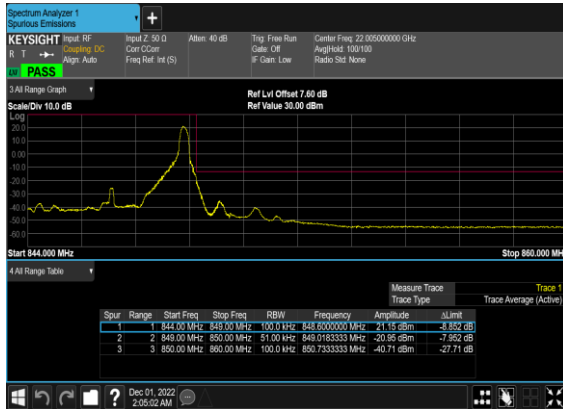 Spectrum Analyzer 1
Spurious Emissions
KEYSIGHT Input: RF Input Z: 50 Ω Atten: 40 dB Trig: Free Run Center Freq: 22.005000000 GHz
R T Coupling: DC Corr CCorr Gate: Off Avg|Hold: 100/100
Align: Auto Freq Ref: Int (S) IF Gain: Low Radio Std: None
PASS
3 All Range Graph
Ref Lvl Offset 7.60 dB
Scale/Div 10.0 dB Ref Value 30.00 dBm
Log
20.0
10.0
0.00
-10.0
-20.0
-30.0
-40.0
-50.0
-60.0
Start 844.000 MHz Stop 860.000 MH
4 All Range Table
Measure Trace Trace 1
Trace Type Trace Average (Active)
Spur Range Start Freq Stop Freq RBW Frequency Amplitude ΔLimit
1 1 844.00 MHz 849.00 MHz 100.0 kHz 848.6000000 MHz 21.15 dBm -8.852 dB
2 2 849.00 MHz 850.00 MHz 51.00 kHz 849.0183333 MHz -20.95 dBm -7.952 dB
3 3 850.00 MHz 860.00 MHz 100.0 kHz 850.7333333 MHz -40.71 dBm -27.71 dB
? Dec 01, 2022
2:05:02 AM